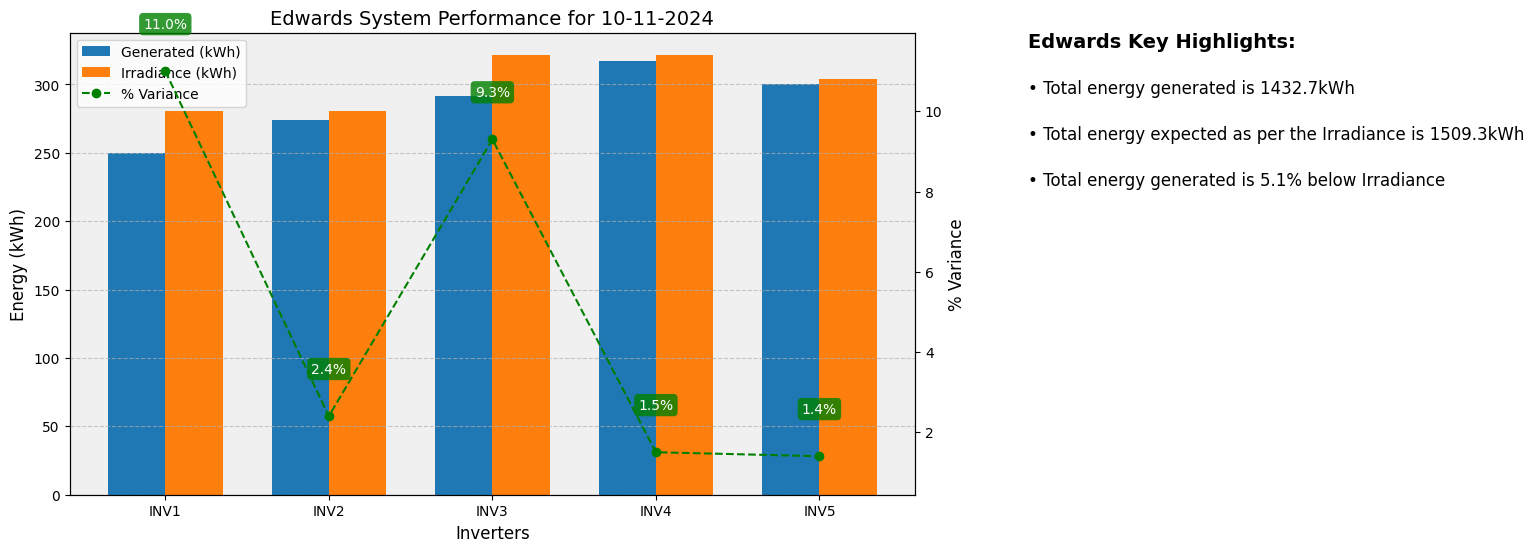 Edwards System Performance for 10-11-2024
11.0%
Generated (kWh)
Irradiance (kWh)
% Variance
9.3%
2.4%
1.5%
1.4%
Energy (kWh)
300
250
200
150
100
50
0
10
8
6
4
2
% Variance
INV1 INV2 INV3 INV4 INV5
Inverters
Edwards Key Highlights:
• Total energy generated is 1432.7kWh
• Total energy expected as per the Irradiance is 1509.3kWh
• Total energy generated is 5.1% below Irradiance